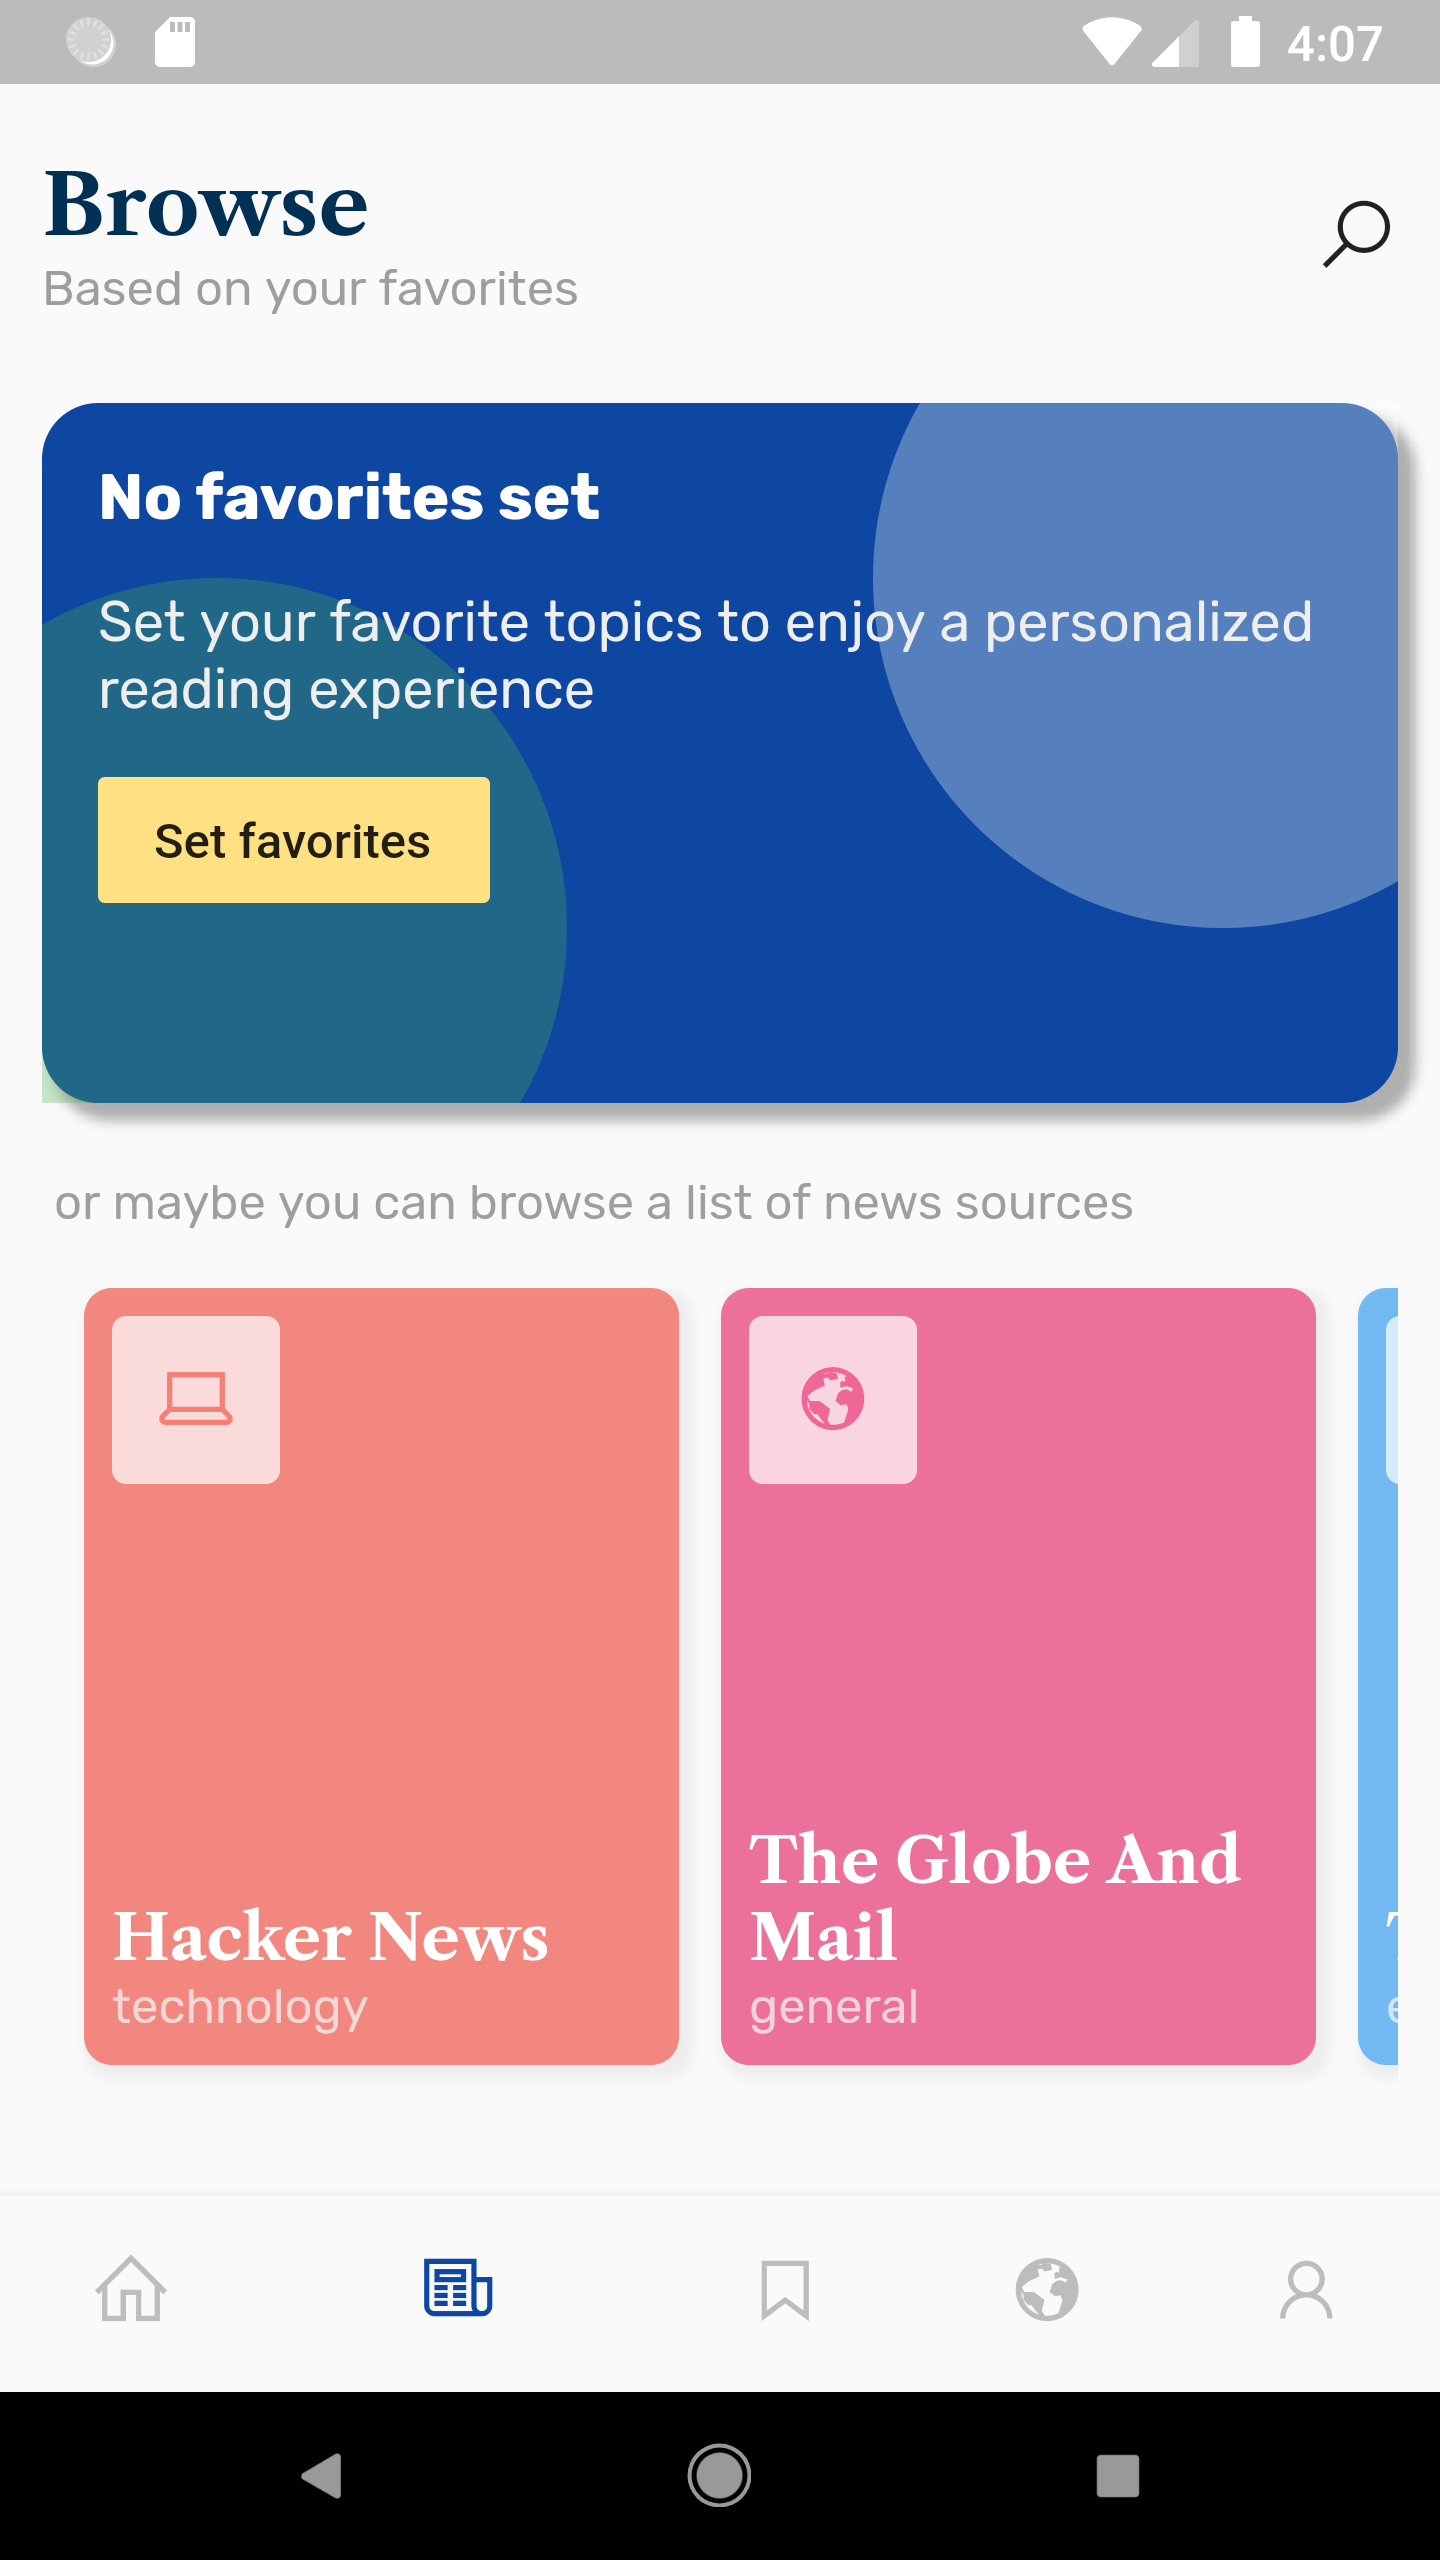 4:07
Browse
Based on your favorites
No favorites set
Set your favorite topics to enjoy a personalized
reading experience
Set favorites
or maybe you can browse a list of news sources
Hacker News
technology
The Globe And
Mail
general